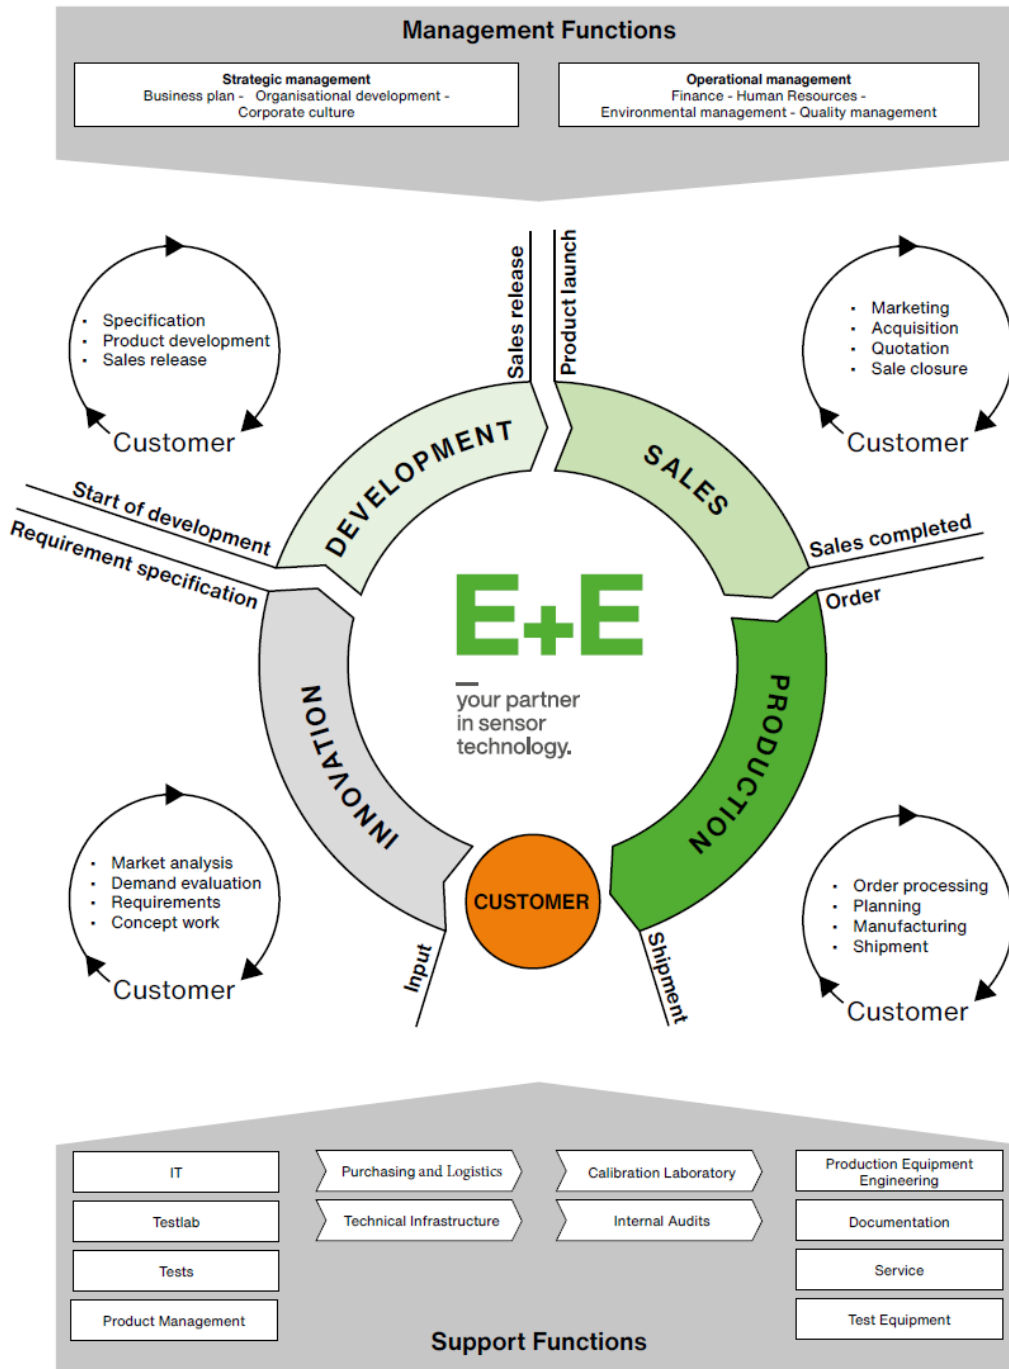 Management Functions
Strategic management
Business plan - Organisational development -
Corporate culture
Operational management
Finance - Human Resources -
Environmental management - Quality management
Sales release
Product launch
• Specification
• Product development
• Sales release
Customer
• Marketing
• Acquisition
• Quotation
• Sale closure
Customer
DEVELOPMENT
SALES
Start of development
Requirement specification
Sales completed
Order
E+E
your partner
in sensor
technology.
INNOVATION
PRODUCTION
• Market analysis
• Demand evaluation
• Requirements
• Concept work
Customer
CUSTOMER
• Order processing
• Planning
• Manufacturing
• Shipment
Customer
Input
Shipment
IT
Testlab
Tests
Product Management
Purchasing and Logistics
Technical Infrastructure
Calibration Laboratory
Internal Audits
Production Equipment
Engineering
Documentation
Service
Test Equipment
Support Functions